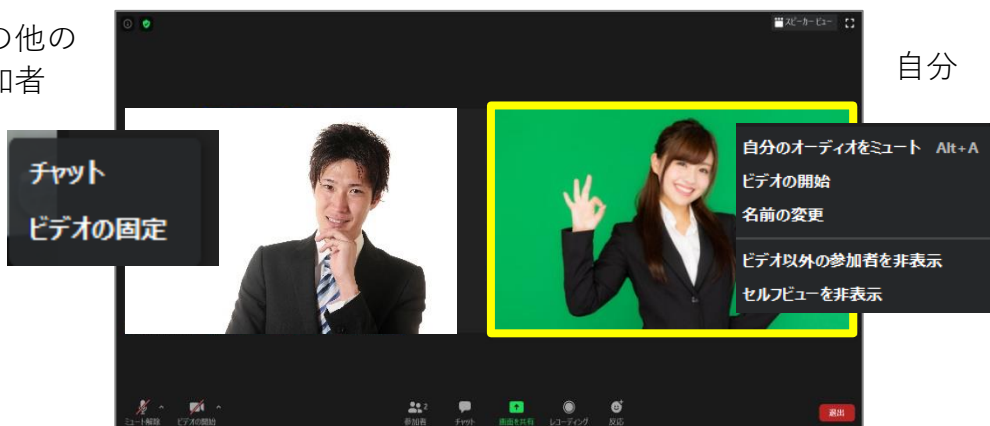 の他の
加者
スピーカービュー
自分
チャット
ビデオの固定
自分のオーディオをミュート Alt+A
ビデオの開始
名前の変更
ビデオ以外の参加者を非表示
セルフビューを非表示
ミュート解除
ビデオの開始
2
参加者
チャット
画面を共有
レコーディング
反応
退出